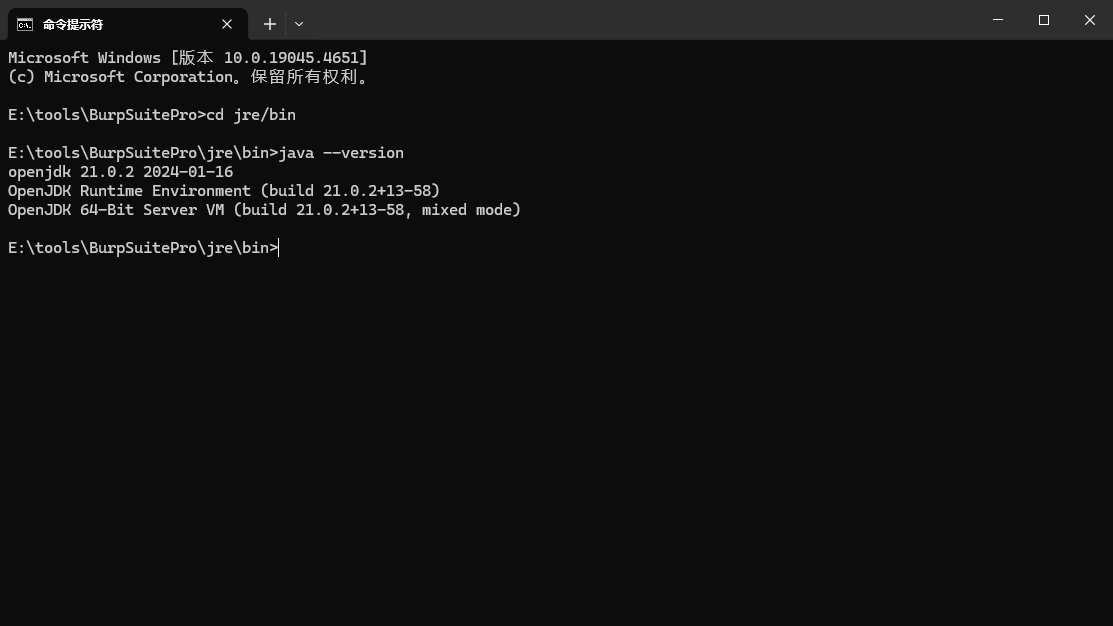 命令提示符
Microsoft Windows [版本 10.0.19045.4651]
(c) Microsoft Corporation。保留所有权利。
E:\tools\BurpSuitePro>cd jre/bin
E:\tools\BurpSuitePro\jre\bin>java --version
openjdk 21.0.2 2024-01-16
OpenJDK Runtime Environment (build 21.0.2+13-58)
OpenJDK 64-Bit Server VM (build 21.0.2+13-58, mixed mode)
E:\tools\BurpSuitePro\jre\bin>